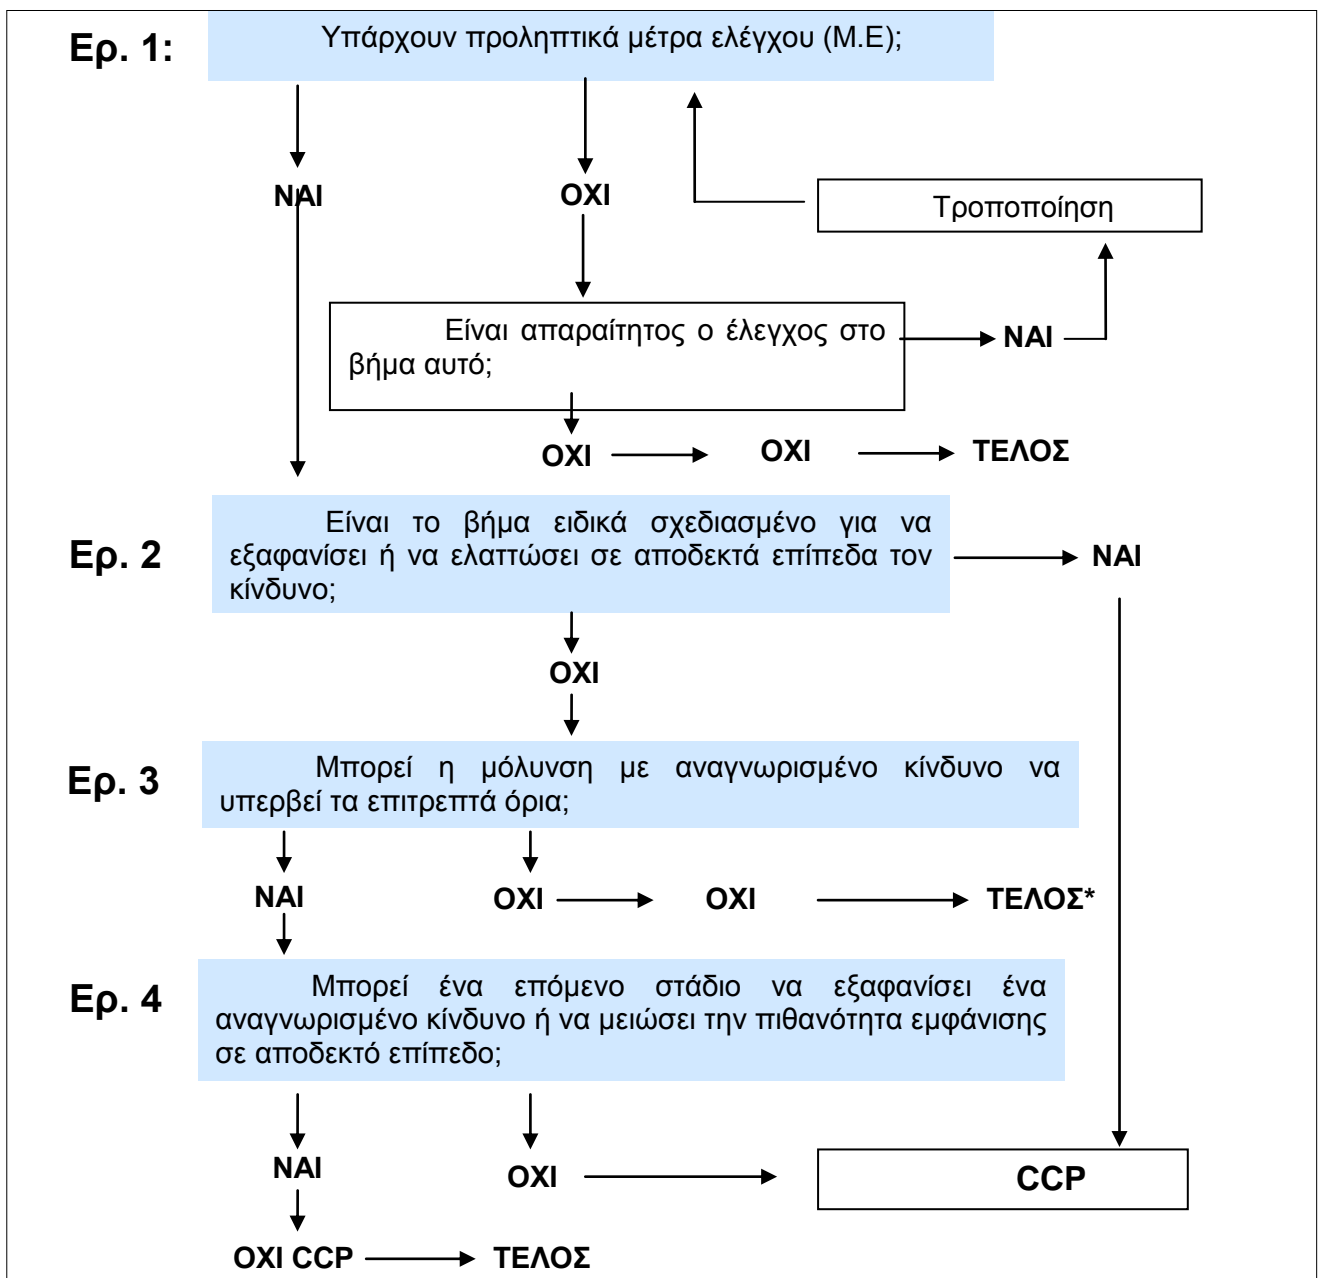 Ερ. 1:
Υπάρχουν προληπτικά μέτρα ελέγχου (Μ.Ε);
ΝΑΙ
ΟΧΙ
Τροποποίηση
Είναι απαραίτητος ο έλεγχος στο
βήμα αυτό;
ΝΑΙ
ΟΧΙ
ΟΧΙ
ΤΕΛΟΣ
Ερ. 2
Είναι το βήμα ειδικά σχεδιασμένο για να
εξαφανίσει ή να ελαττώσει σε αποδεκτά επίπεδα τον
κίνδυνο;
ΝΑΙ
ΟΧΙ
Ερ. 3
Μπορεί η μόλυνση με αναγνωρισμένο κίνδυνο να
υπερβεί τα επιτρεπτά όρια;
ΝΑΙ
ΟΧΙ
ΟΧΙ
ΤΕΛΟΣ*
Ερ. 4
Μπορεί ένα επόμενο στάδιο να εξαφανίσει ένα
αναγνωρισμένο κίνδυνο ή να μειώσει την πιθανότητα εμφάνισης
σε αποδεκτό επίπεδο;
ΝΑΙ
ΟΧΙ
CCP
ΟΧΙ CCP
ΤΕΛΟΣ